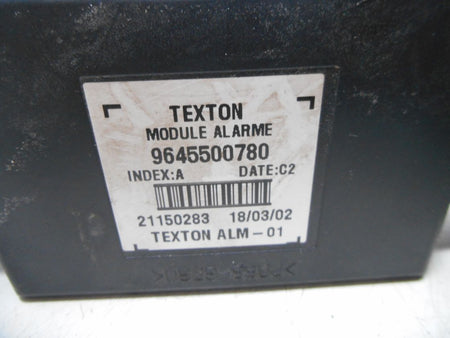 TEXTON
MODULE ALARME
9645500780
INDEX:A DATE:C2
21150283 18/03/02
TEXTON ALM-01